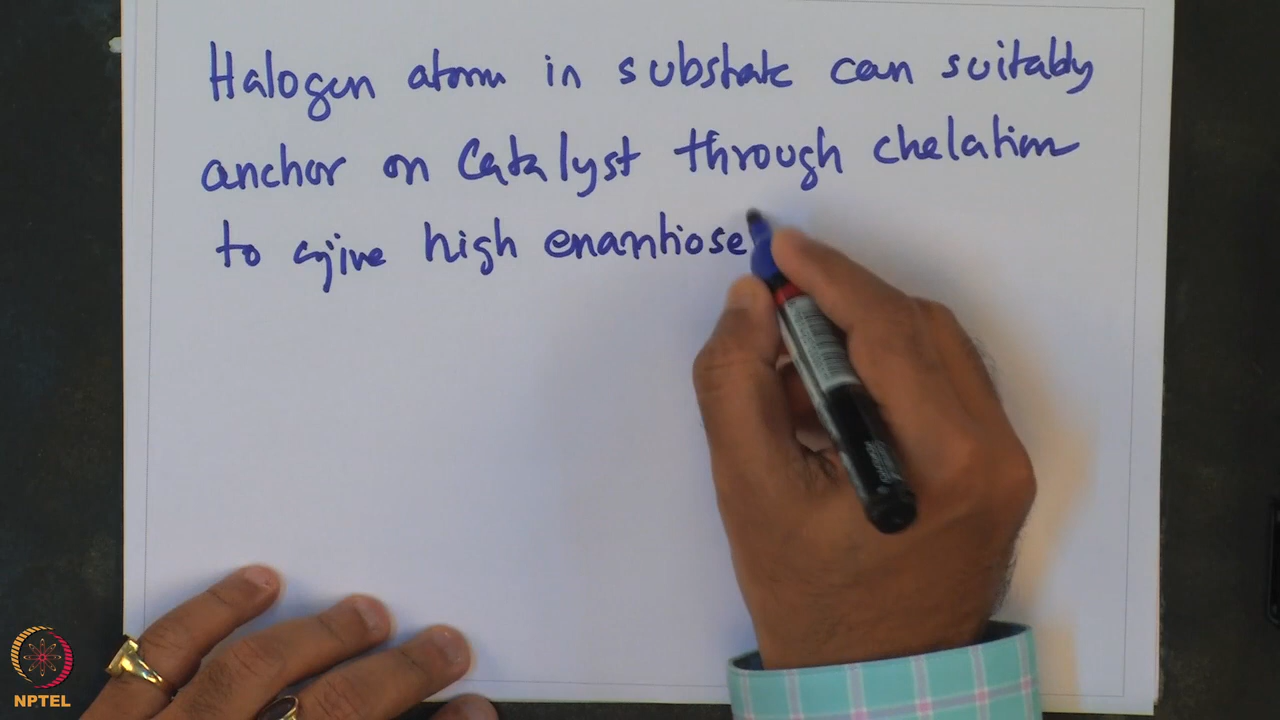 Halogen atom in substrate can suitably
anchor on Catalyst through chelation
to give high enantiose
NPTEL